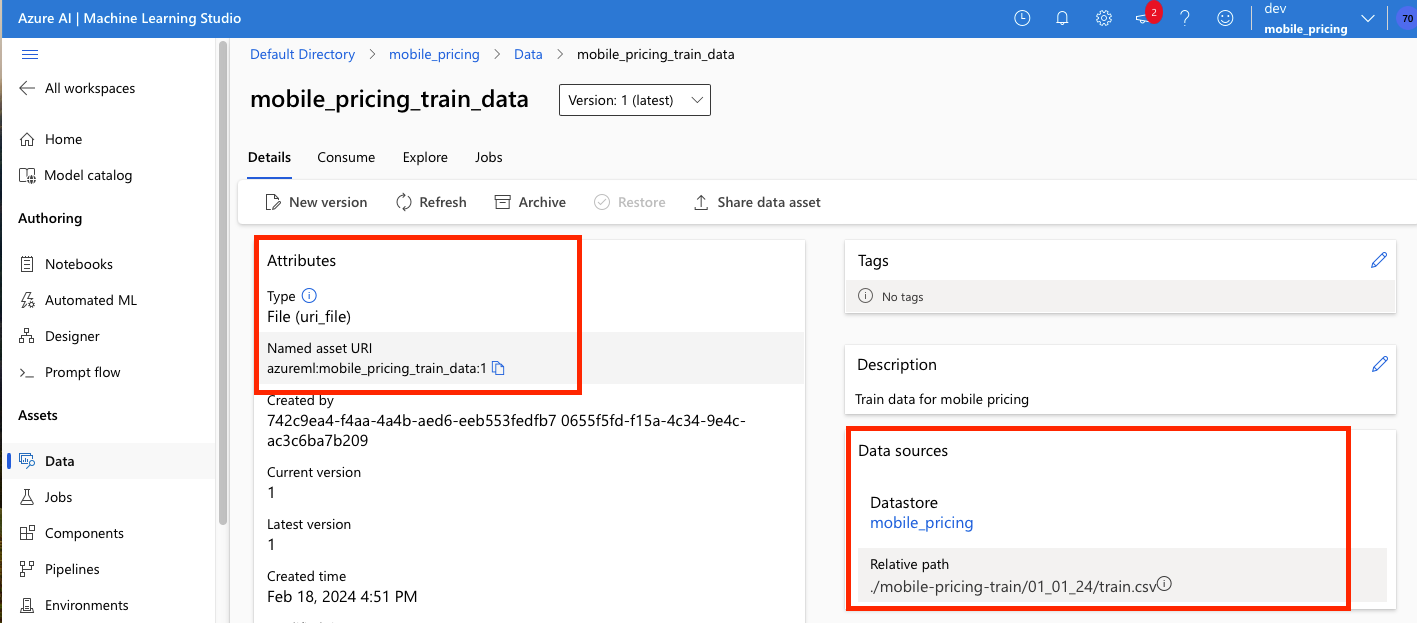 Azure AI | Machine Learning Studio
2
dev
mobile_pricing
70
All workspaces
Home
Model catalog
Authoring
Notebooks
Automated ML
Designer
Prompt flow
Assets
Data
Jobs
Components
Pipelines
Environments
Default Directory > mobile_pricing > Data > mobile_pricing_train_data
mobile_pricing_train_data
Version: 1 (latest)
Details Consume Explore Jobs
New version Refresh Archive Restore Share data asset
Attributes
Type
File (uri_file)
Named asset URI
azureml:mobile_pricing_train_data:1
Created by
742c9ea4-f4aa-4a4b-aed6-eeb553fedfb7 0655f5fd-f15a-4c34-9e4c-
ac3c6ba7b209
Current version
1
Latest version
1
Created time
Feb 18, 2024 4:51 PM
Tags
No tags
Description
Train data for mobile pricing
Data sources
Datastore
mobile_pricing
Relative path
./mobile-pricing-train/01_01_24/train.csv